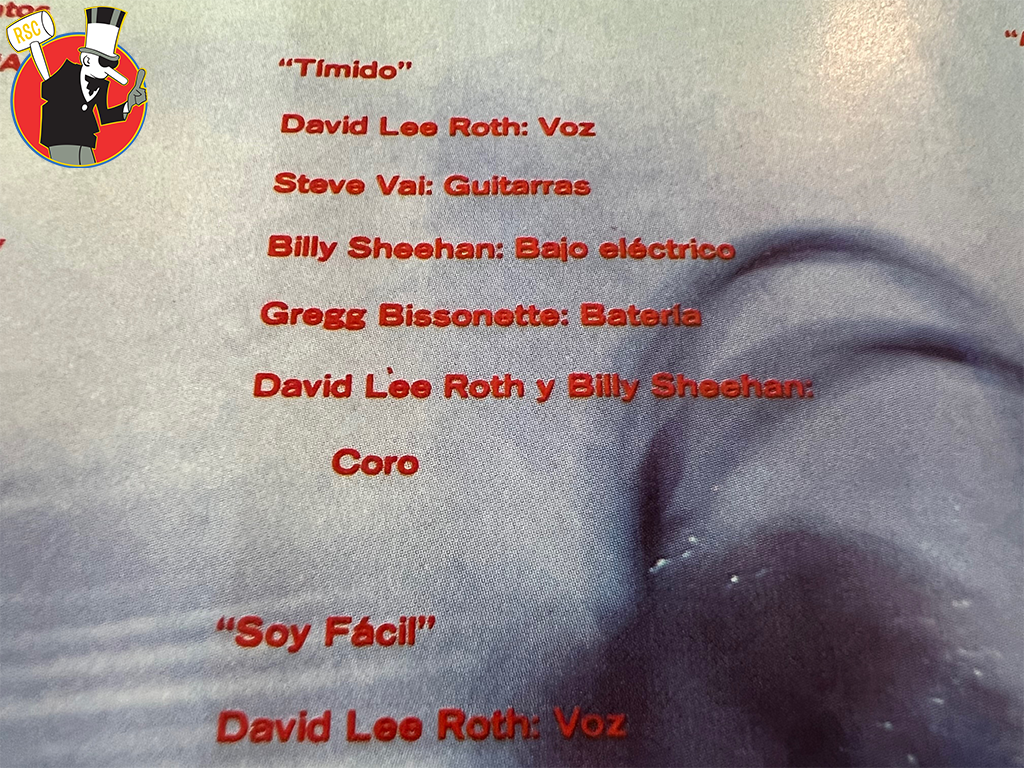 RSC
"Tímido"
David Lee Roth: Voz
Steve Vai: Guitarras
Billy Sheehan: Bajo eléctrico
Gregg Bissonette: Batería
David Lee Roth y Billy Sheehan:
Coro
"Soy Fácil"
David Lee Roth: Voz